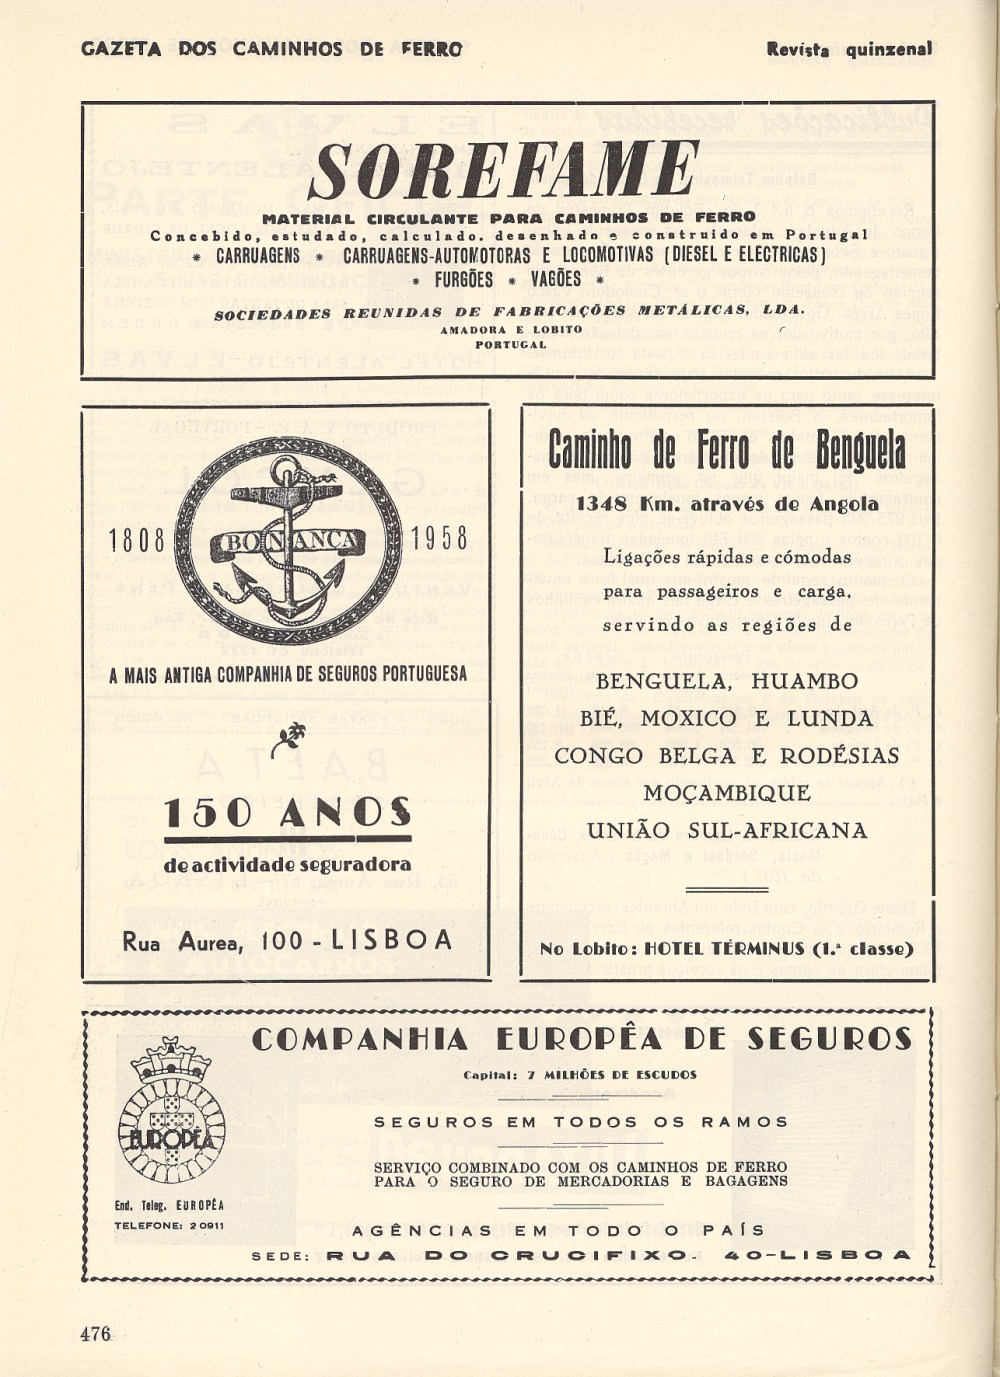 GAZETA DOS CAMINHOS DE FERRO
Revista quinzenal
SOREFAME
MATERIAL CIRCULANTE PARA CAMINHOS DE FERRO
Concebido, estudado, calculado. desenhado e construido em Portugal
* CARRUAGENS * CARRUAGENS-AUTOMOTORAS E LOCOMOTIVAS (DIESEL E ELECTRICAS)
* FURGÕES * VAGÕES *
SOCIEDADES REUNIDAS DE FABRICAÇÕES METÁLICAS, LDA.
AMADORA E LOBITO
PORTUGAL
1808 BONANÇA 1958
A MAIS ANTIGA COMPANHIA DE SEGUROS PORTUGUESA
150 ANOS
de actividade seguradora
Rua Aurea, 100 - LISBOA
Caminho de Ferro de Benguela
1348 Km. através de Angola
Ligações rápidas e cómodas
para passageiros e carga.
servindo as regiões de
BENGUELA, HUAMBO
BIÉ, MOXICO E LUNDA
CONGO BELGA E RODÉSIAS
MOÇAMBIQUE
UNIÃO SUL-AFRICANA
No Lobito: HOTEL TÉRMINUS (1.ª classe)
COMPANHIA EUROPÊA DE SEGUROS
Capital: 7 MILHÕES DE ESCUDOS
SEGUROS EM TODOS OS RAMOS
SERVIÇO COMBINADO COM OS CAMINHOS DE FERRO
PARA O SEGURO DE MERCADORIAS E BAGAGENS
AGÊNCIAS EM TODO O PAÍS
SEDE: RUA DO CRUCIFIXO. 40-LISBOA
EUROPÊA
End. Teleg. EUROPÊA
TELEFONE: 20911
476